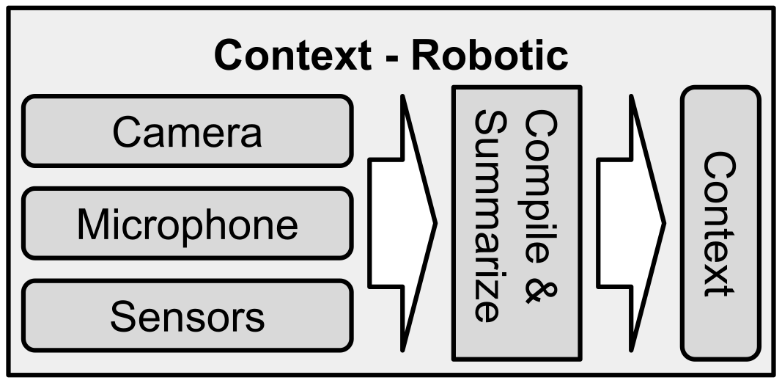 Context - Robotic
Camera
Microphone
Sensors
Compile &
Summarize
Context